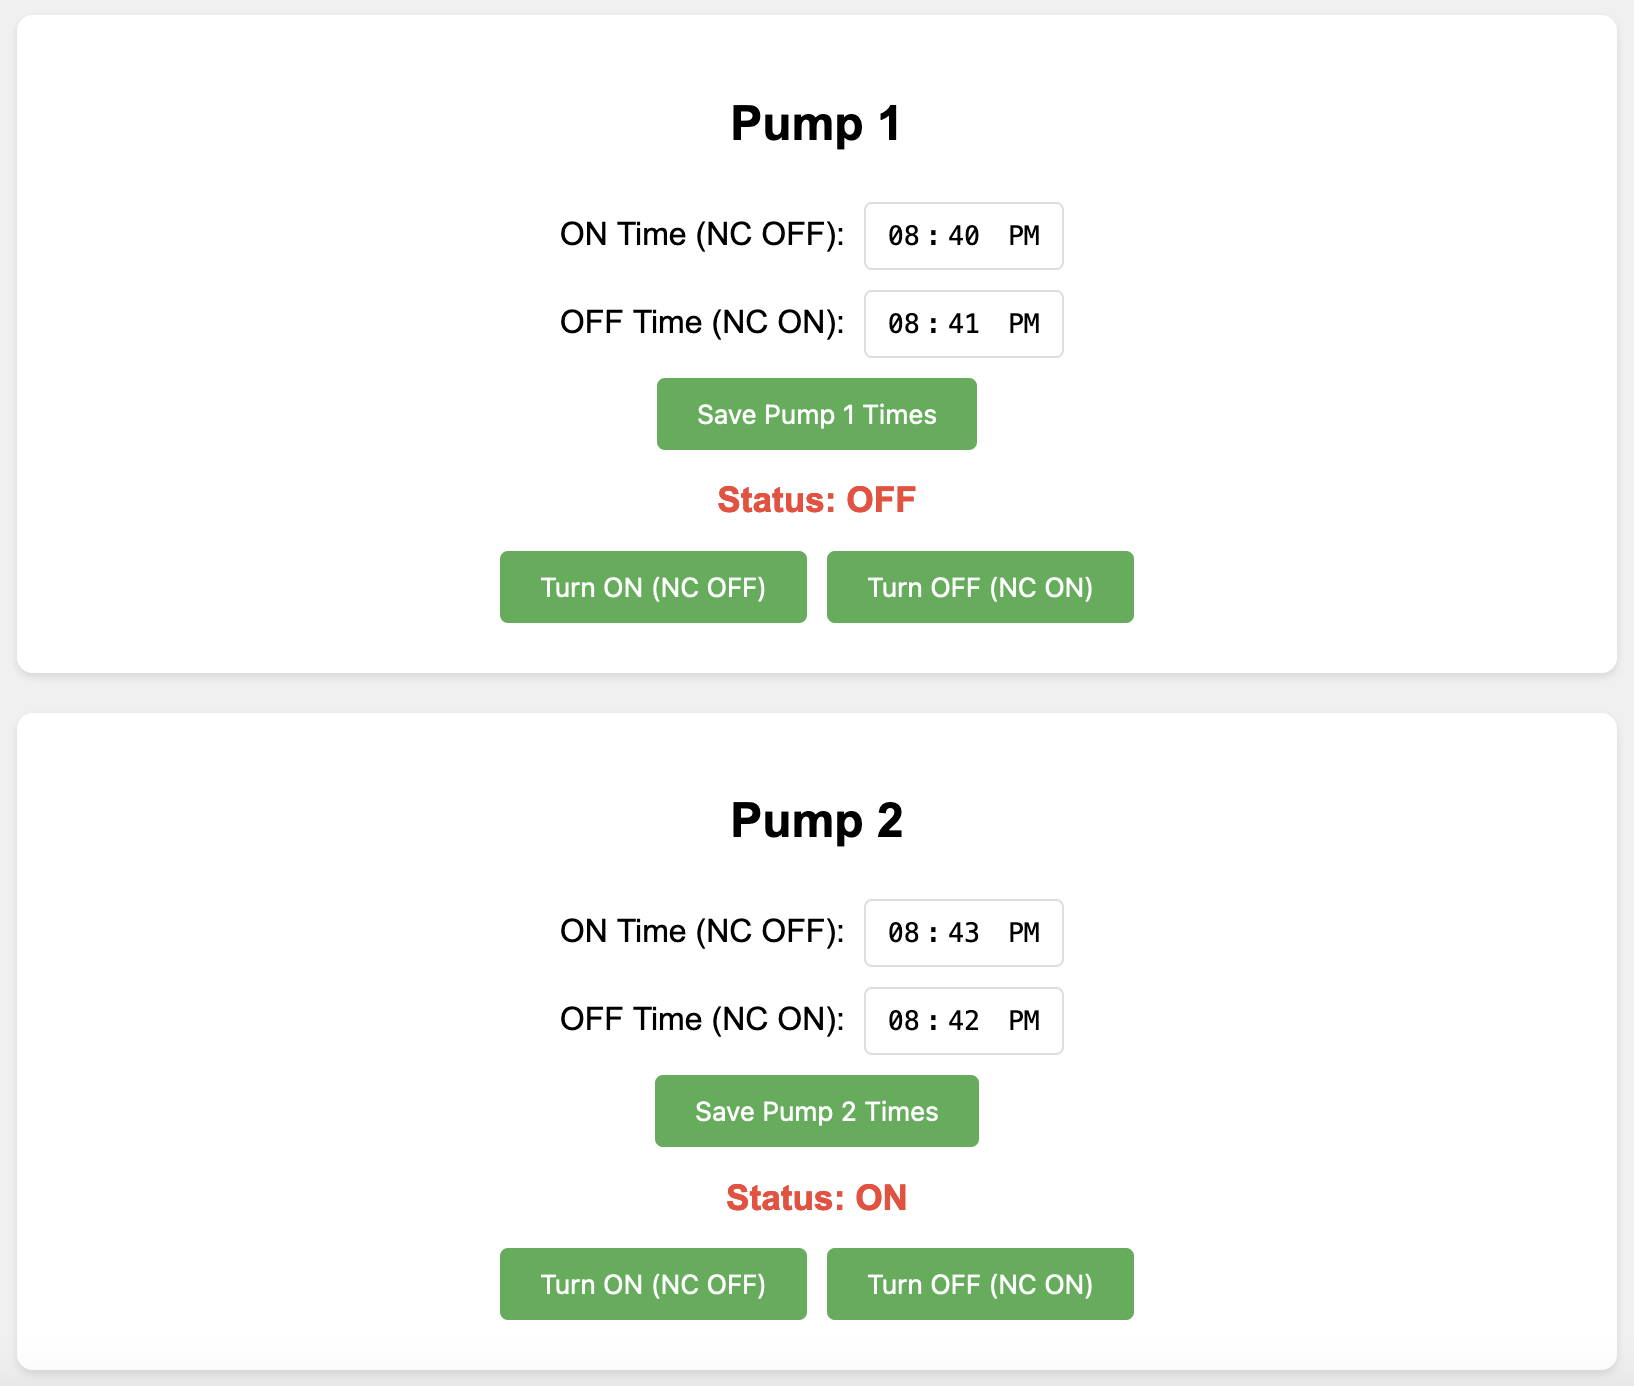 Pump 1
ON Time (NC OFF): 08:40 PM
OFF Time (NC ON): 08:41 PM
Save Pump 1 Times
Status: OFF
Turn ON (NC OFF) Turn OFF (NC ON)
Pump 2
ON Time (NC OFF): 08:43 PM
OFF Time (NC ON): 08:42 PM
Save Pump 2 Times
Status: ON
Turn ON (NC OFF) Turn OFF (NC ON)